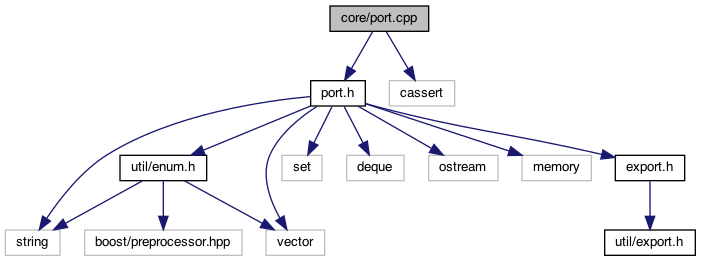 core/port.cpp
port.h
cassert
util/enum.h
set
deque
ostream
memory
export.h
string
boost/preprocessor.hpp
vector
util/export.h